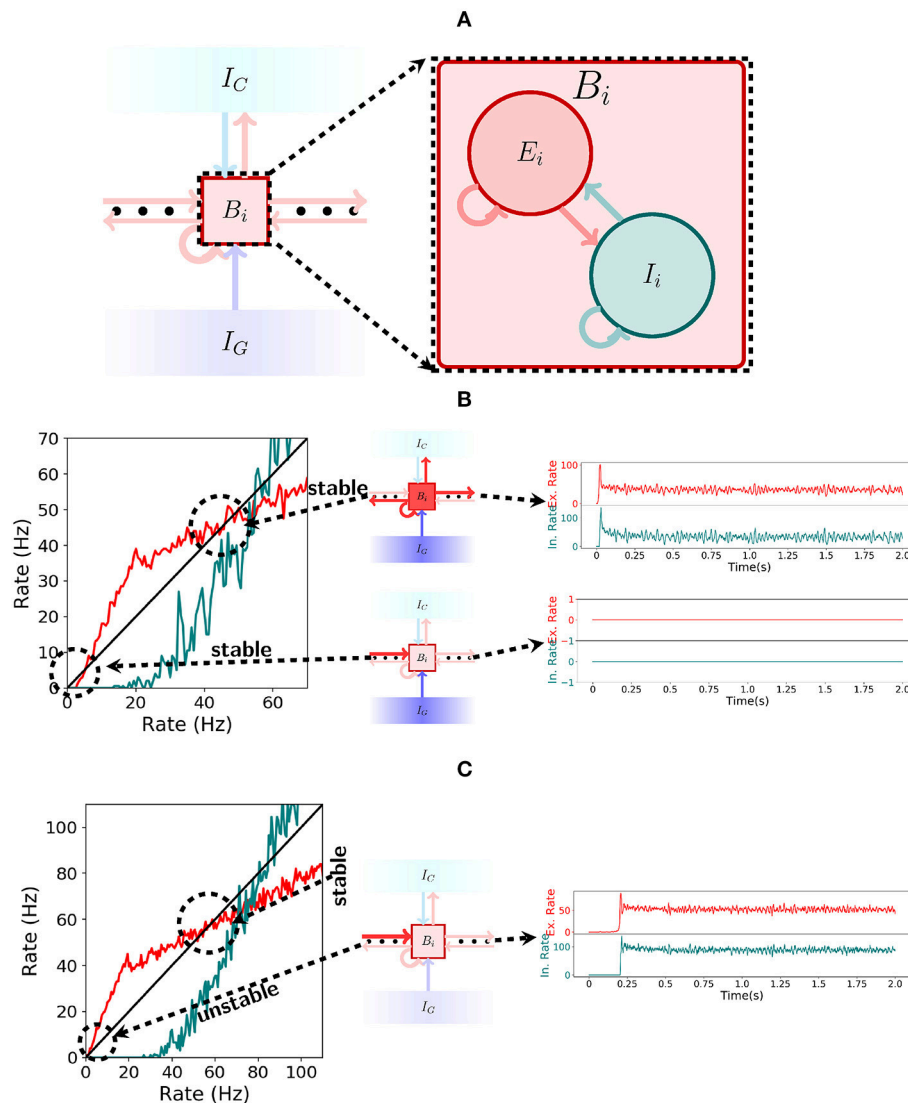 A
I_C
B_i
I_G
B_i
E_i
I_i
B
70
60
50
40
30
20
10
0
0 20 40 60
Rate (Hz)
Rate (Hz)
stable
stable
I_C
B_i
I_G
I_C
B_i
I_G
Ex. Rate
100
0
In. Rate
100
0
0 0.25 0.5 0.75 1.0 1.25 1.5 1.75 2.0
Time(s)
Ex. Rate
1
0
−1
In. Rate
0
−1
0 0.25 0.5 0.75 1.0 1.25 1.5 1.75 2.0
Time(s)
C
100
80
60
40
20
0
0 20 40 60 80 100
Rate (Hz)
Rate (Hz)
stable
unstable
I_C
B_i
I_G
Ex. Rate
50
0
In. Rate
100
0
0 0.25 0.5 0.75 1.0 1.25 1.5 1.75 2.0
Time(s)